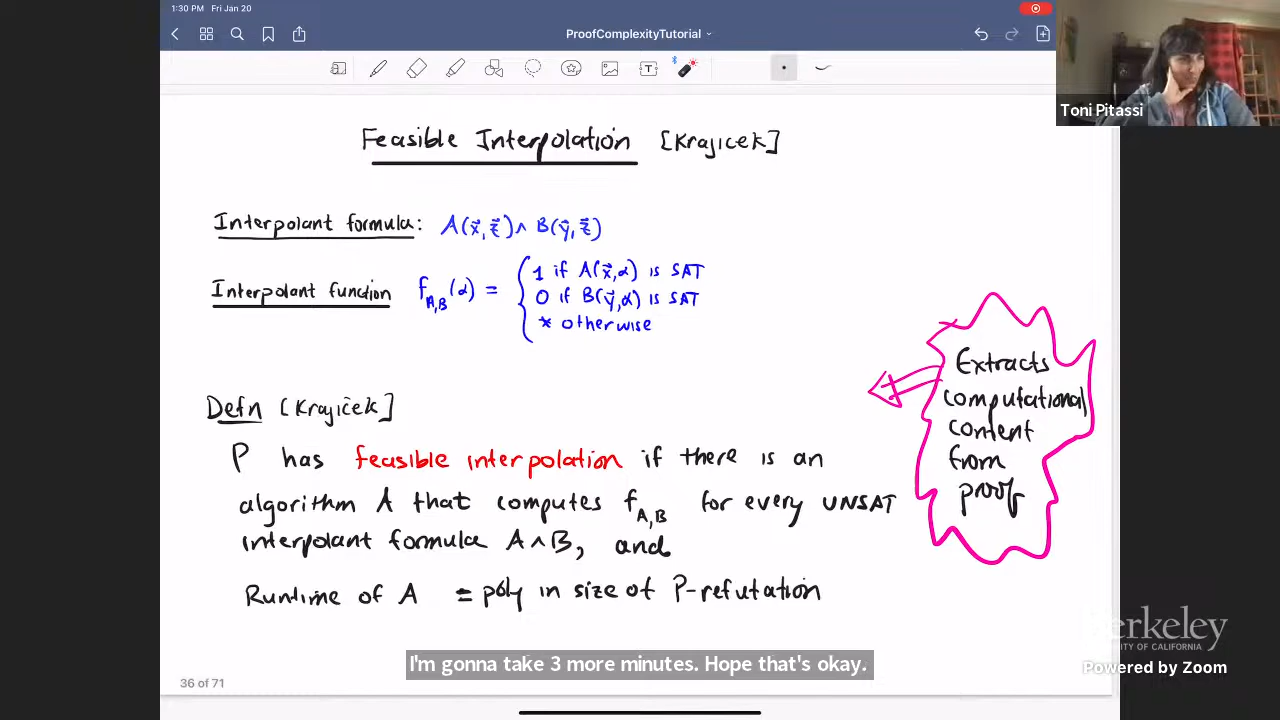 1:30 PM Fri Jan 20
ProofComplexityTutorial
Toni Pitassi
Feasible Interpolation [Krajicek]
Interpolant formula: A(x⃗,z⃗) ∧ B(y⃗,z⃗)
Interpolant function f_A,B(α) = { 1 if A(x⃗,α) is SAT
0 if B(y⃗,α) is SAT
* otherwise
Extracts
computational
content
from
proof
Defn [Krajíček]
P has feasible interpolation if there is an
algorithm A that computes f_A,B for every UNSAT
interpolant formula A∧B, and
Runtime of A = poly in size of P-refutation
Berkeley
UNIVERSITY OF CALIFORNIA
Powered by Zoom
I'm gonna take 3 more minutes. Hope that's okay.
36 of 71